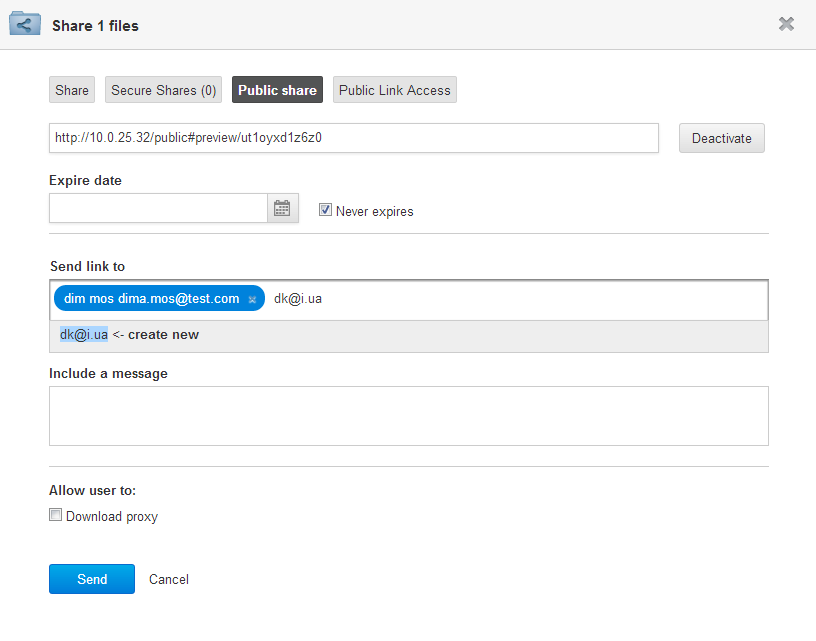 Share 1 files
Share Secure Shares (0) Public share Public Link Access
http://10.0.25.32/public#preview/ut1oyxd1z6z0 Deactivate
Expire date
Never expires
Send link to
dim mos dima.mos@test.com dk@i.ua
dk@i.ua <- create new
Include a message
Allow user to:
Download proxy
Send Cancel